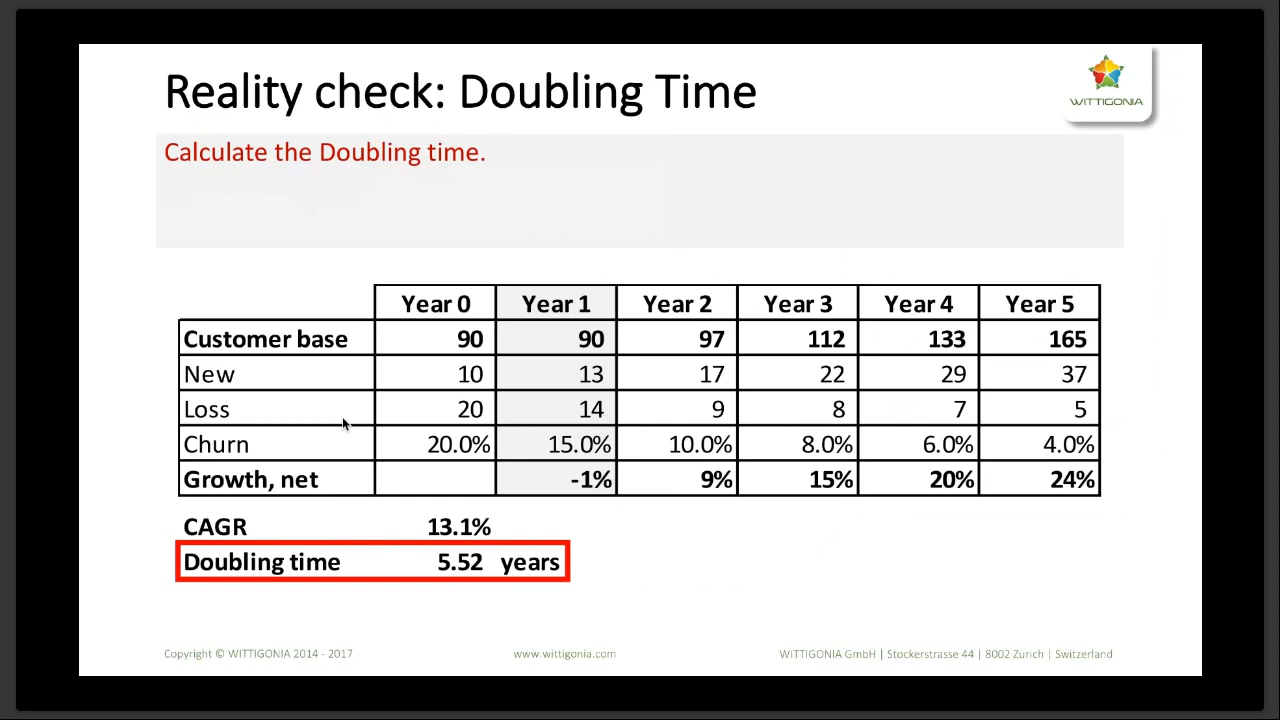 Reality check: Doubling Time
WITTIGONIA
Calculate the Doubling time.
Year 0 Year 1 Year 2 Year 3 Year 4 Year 5
Customer base 90 90 97 112 133 165
New 10 13 17 22 29 37
Loss 20 14 9 8 7 5
Churn 20.0% 15.0% 10.0% 8.0% 6.0% 4.0%
Growth, net -1% 9% 15% 20% 24%
CAGR 13.1%
Doubling time 5.52 years
Copyright © WITTIGONIA 2014 - 2017 www.wittigonia.com WITTIGONIA GmbH | Stockerstrasse 44 | 8002 Zurich | Switzerland